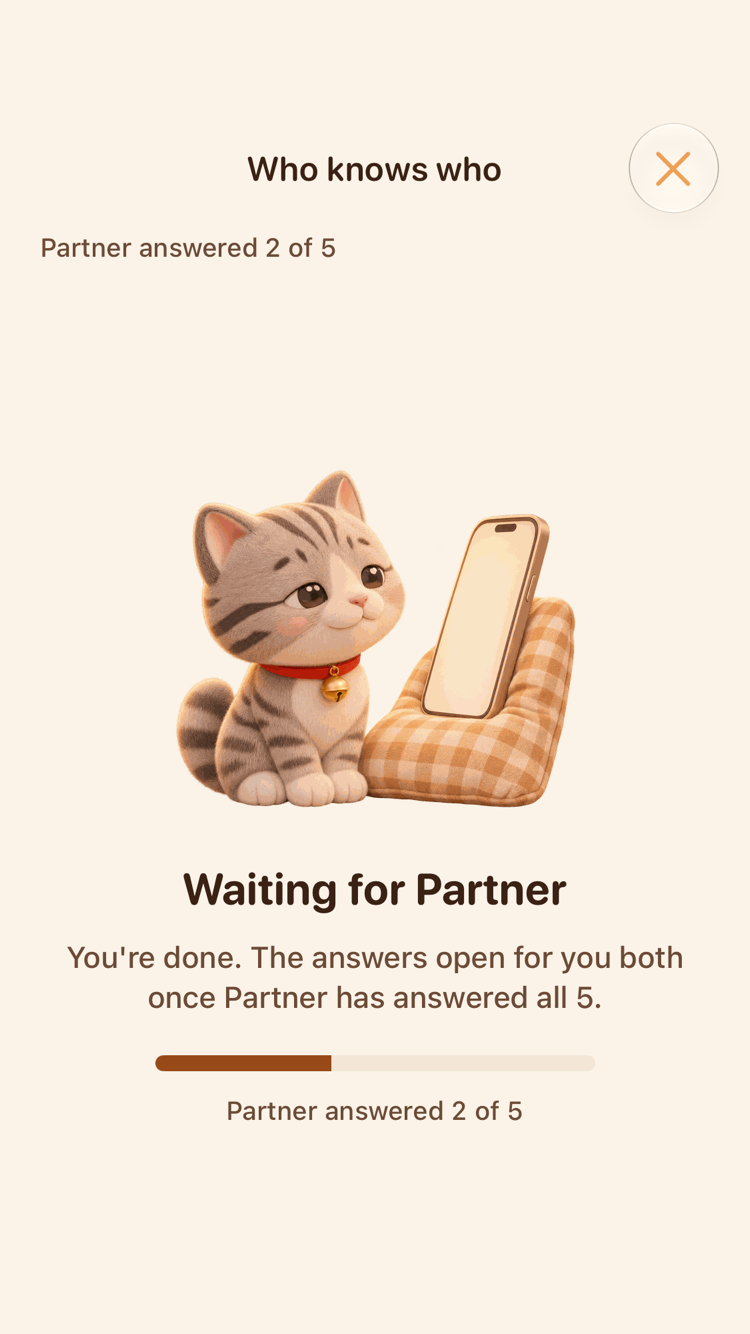 Who knows who
Partner answered 2 of 5
Waiting for Partner
You're done. The answers open for you both
once Partner has answered all 5.
Partner answered 2 of 5